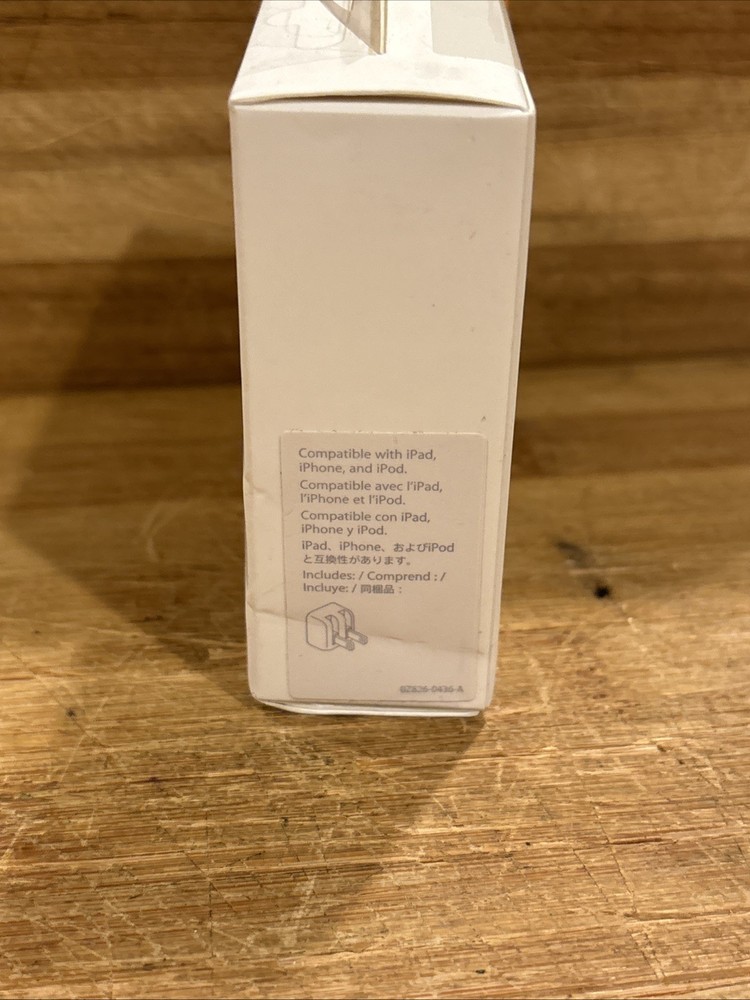 Compatible with iPad,
iPhone, and iPod.
Compatible avec l'iPad,
l'iPhone et l'iPod.
Compatible con iPad,
iPhone y iPod.
iPad、iPhone、およびiPod
と互換性があります。
Includes: / Comprend : /
Incluye: / 同梱品 :
6Z826-0436-A